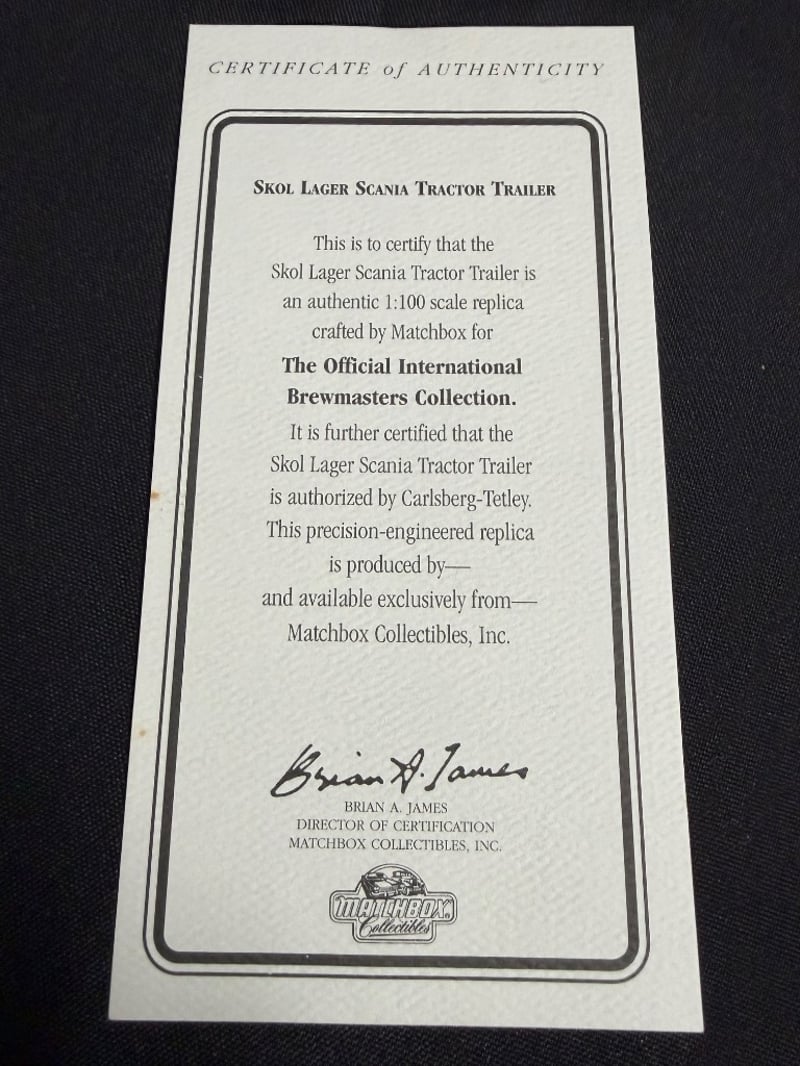 CERTIFICATE of AUTHENTICITY
SKOL LAGER SCANIA TRACTOR TRAILER
This is to certify that the
Skol Lager Scania Tractor Trailer is
an authentic 1:100 scale replica
crafted by Matchbox for
The Official International
Brewmasters Collection.
It is further certified that the
Skol Lager Scania Tractor Trailer
is authorized by Carlsberg-Tetley.
This precision-engineered replica
is produced by—
and available exclusively from—
Matchbox Collectibles, Inc.
Brian A. James
BRIAN A. JAMES
DIRECTOR OF CERTIFICATION
MATCHBOX COLLECTIBLES, INC.
MATCHBOX®
Collectibles